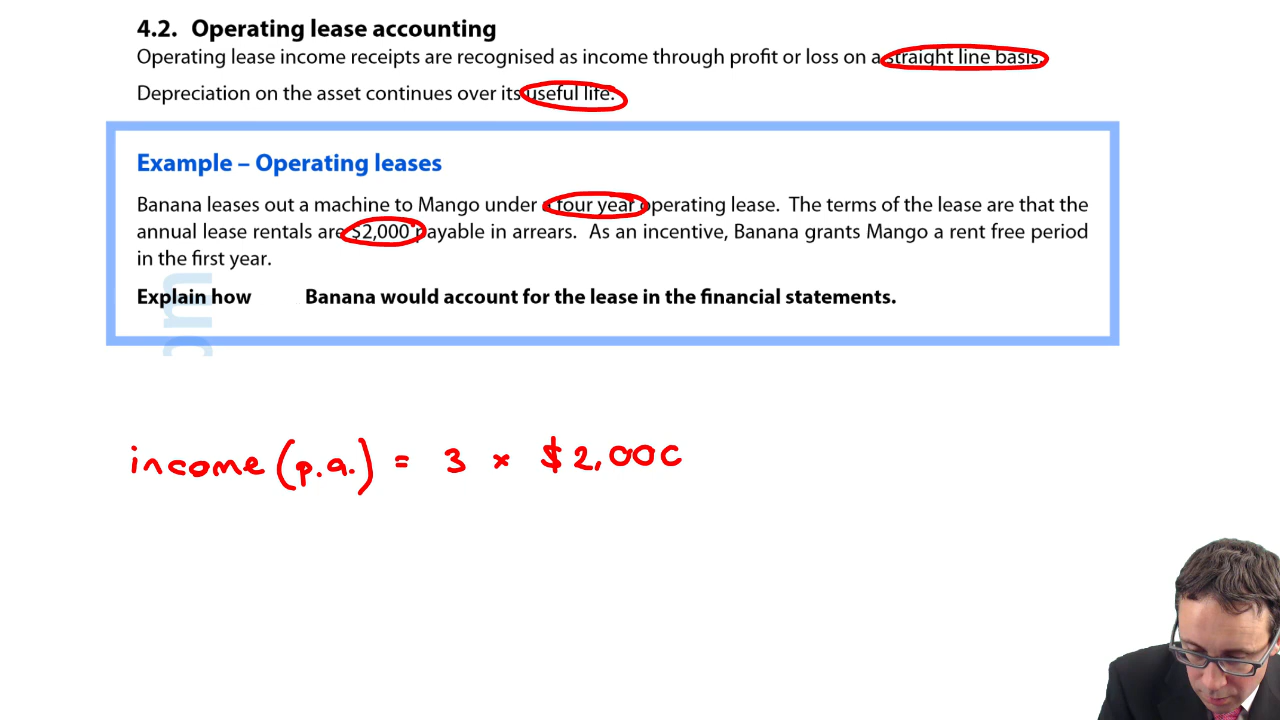 4.2. Operating lease accounting
Operating lease income receipts are recognised as income through profit or loss on a straight line basis.
Depreciation on the asset continues over its useful life.
Example – Operating leases
Banana leases out a machine to Mango under a four year operating lease. The terms of the lease are that the
annual lease rentals are $2,000 payable in arrears. As an incentive, Banana grants Mango a rent free period
in the first year.
Explain how Banana would account for the lease in the financial statements.
income (p.a.) = 3 × $2,00